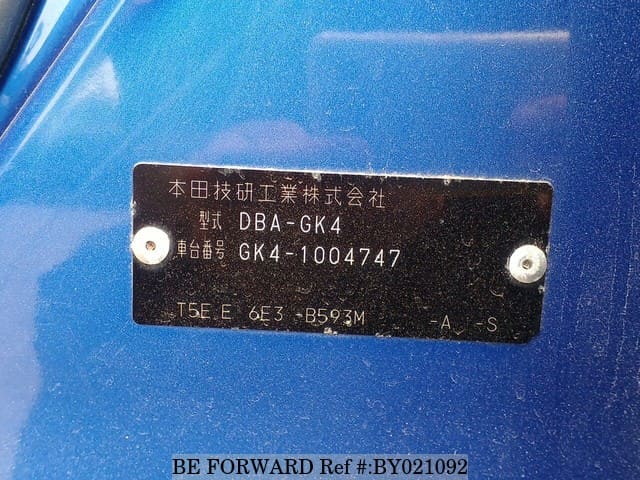 本田技研工業株式会社
型式 DBA-GK4
車台番号 GK4-1004747
T5E E 6E3 -B593M -A -S
BE FORWARD Ref #:BY021092